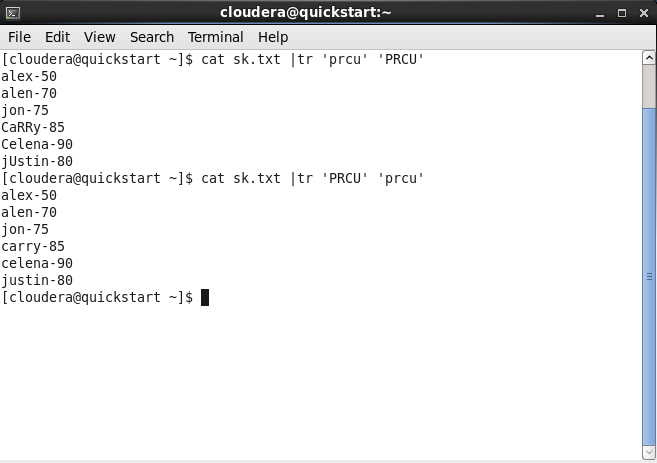 cloudera@quickstart:~
File Edit View Search Terminal Help
[cloudera@quickstart ~]$ cat sk.txt |tr 'prcu' 'PRCU'
alex-50
alen-70
jon-75
CaRRy-85
Celena-90
jUstin-80
[cloudera@quickstart ~]$ cat sk.txt |tr 'PRCU' 'prcu'
alex-50
alen-70
jon-75
carry-85
celena-90
justin-80
[cloudera@quickstart ~]$